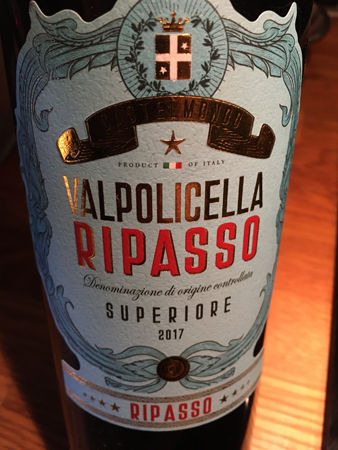 PRODUCT OF ITALY
VALPOLICELLA
RIPASSO
Denominazione di origine controllata
SUPERIORE
2017
RIPASSO